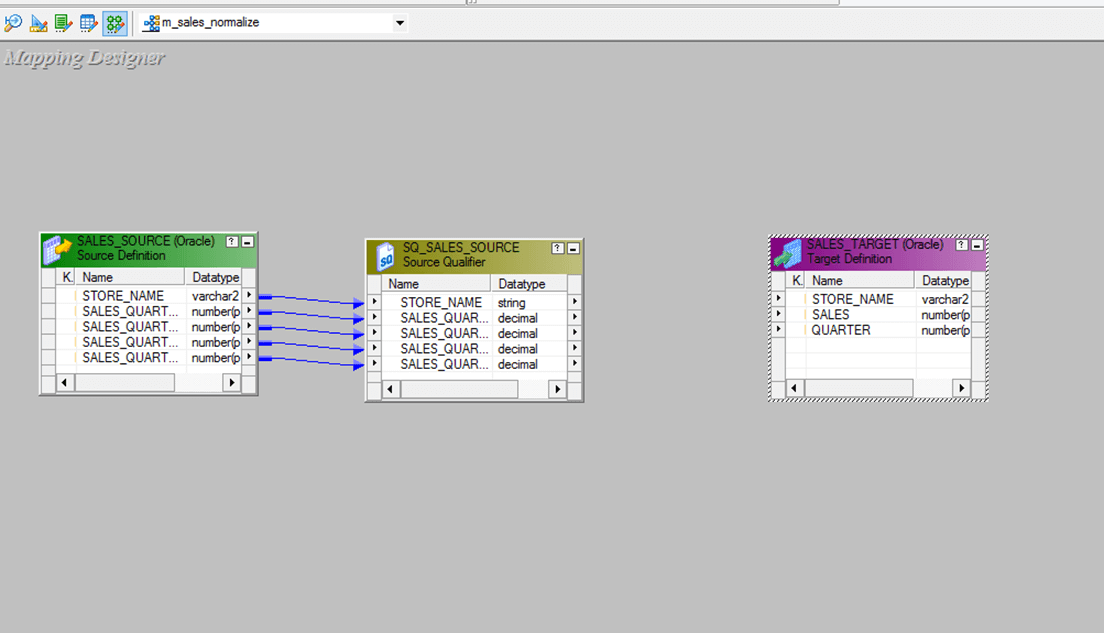 m_sales_normalize
Mapping Designer
SALES_SOURCE (Oracle)
Source Definition
K. Name Datatype
STORE_NAME varchar2
SALES_QUART... number(p
SALES_QUART... number(p
SALES_QUART... number(p
SALES_QUART... number(p
SQ_SALES_SOURCE
Source Qualifier
Name Datatype
STORE_NAME string
SALES_QUAR... decimal
SALES_QUAR... decimal
SALES_QUAR... decimal
SALES_QUAR... decimal
SALES_TARGET (Oracle)
Target Definition
K. Name Datatype
STORE_NAME varchar2
SALES number(p
QUARTER number(p